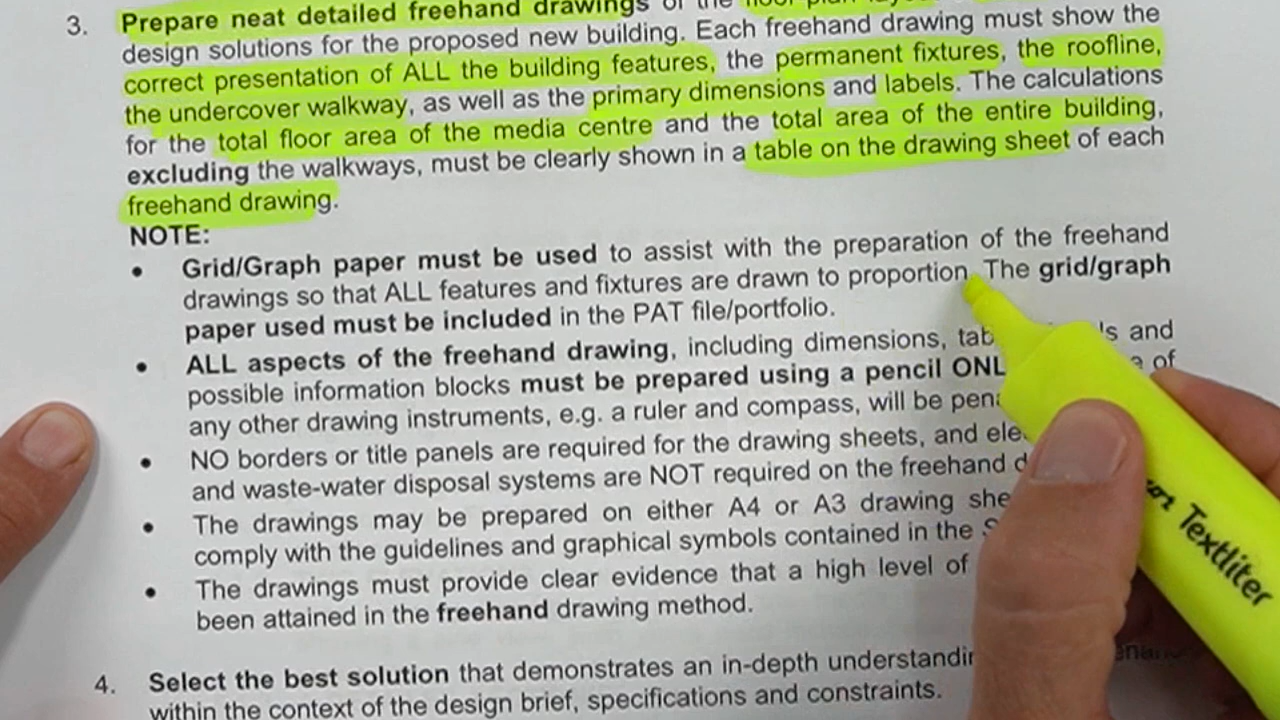 3. Prepare neat detailed freehand drawings of the floor plan
design solutions for the proposed new building. Each freehand drawing must show the
correct presentation of ALL the building features, the permanent fixtures, the roofline,
the undercover walkway, as well as the primary dimensions and labels. The calculations
for the total floor area of the media centre and the total area of the entire building,
excluding the walkways, must be clearly shown in a table on the drawing sheet of each
freehand drawing.
NOTE:
• Grid/Graph paper must be used to assist with the preparation of the freehand
drawings so that ALL features and fixtures are drawn to proportion. The grid/graph
paper used must be included in the PAT file/portfolio.
• ALL aspects of the freehand drawing, including dimensions, and
possible information blocks must be prepared using a pencil of
any other drawing instruments, e.g. a ruler and compass, will be
• NO borders or title panels are required for the drawing sheets, and
and waste-water disposal systems are NOT required on the freehand
• The drawings may be prepared on either A4 or A3 drawing
comply with the guidelines and graphical symbols contained in the
• The drawings must provide clear evidence that a high level of
been attained in the freehand drawing method.
4. Select the best solution that demonstrates an in-depth
within the context of the design brief, specifications and constraints.
Textliter